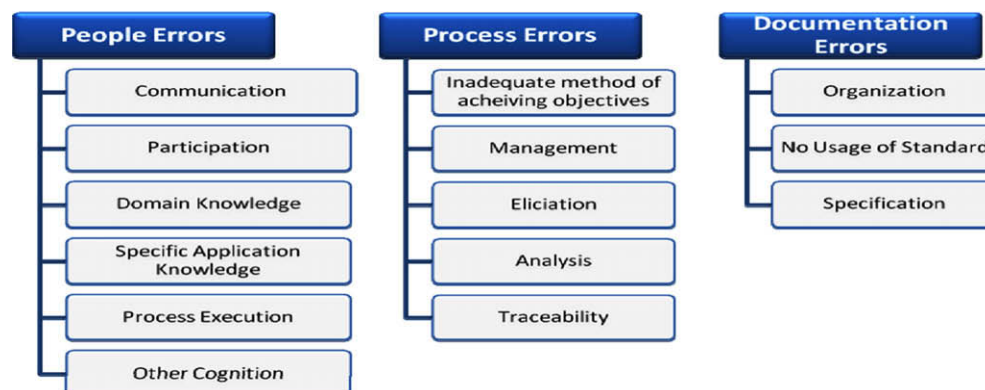 People Errors
Communication
Participation
Domain Knowledge
Specific Application
Knowledge
Process Execution
Other Cognition
Process Errors
Inadequate method of
acheiving objectives
Management
Eliciation
Analysis
Traceability
Documentation
Errors
Organization
No Usage of Standard
Specification